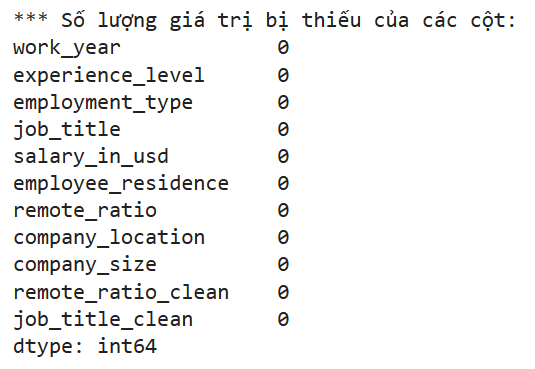 *** Số lượng giá trị bị thiếu của các cột:
work_year 0
experience_level 0
employment_type 0
job_title 0
salary_in_usd 0
employee_residence 0
remote_ratio 0
company_location 0
company_size 0
remote_ratio_clean 0
job_title_clean 0
dtype: int64